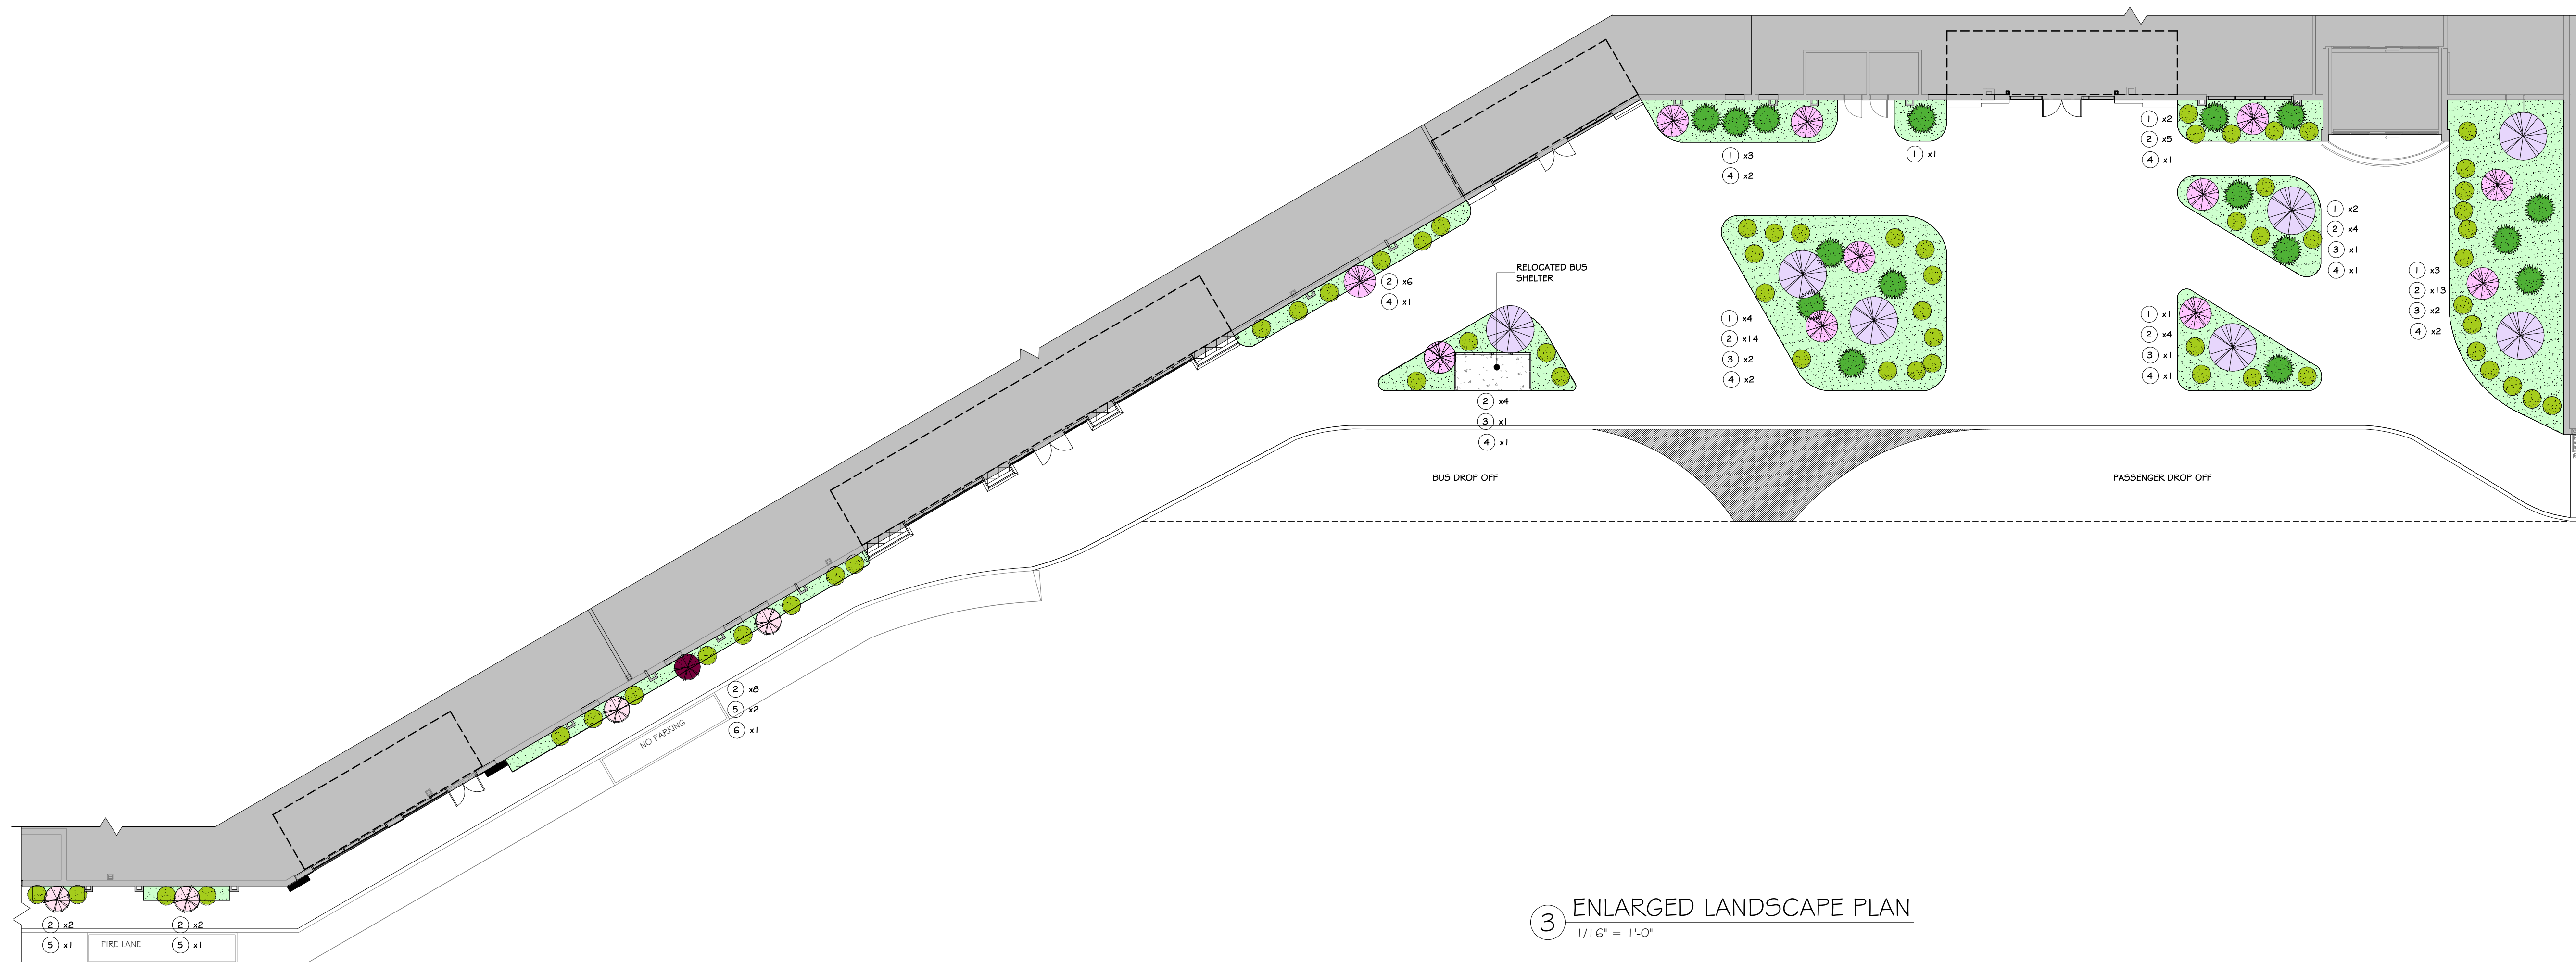 1 x2
2 x5
4 x1
1 x3
4 x2
1 x1
1 x2
2 x4
3 x1
4 x1
RELOCATED BUS
SHELTER
2 x6
4 x1
1 x3
2 x13
3 x2
4 x2
1 x4
2 x14
3 x2
4 x2
1 x1
2 x4
3 x1
4 x1
2 x4
3 x1
4 x1
BUS DROP OFF
PASSENGER DROP OFF
2 x8
5 x2
6 x1
NO PARKING
2 x2
5 x1
FIRE LANE
2 x2
5 x1
3 ENLARGED LANDSCAPE PLAN
1/16" = 1'-0"